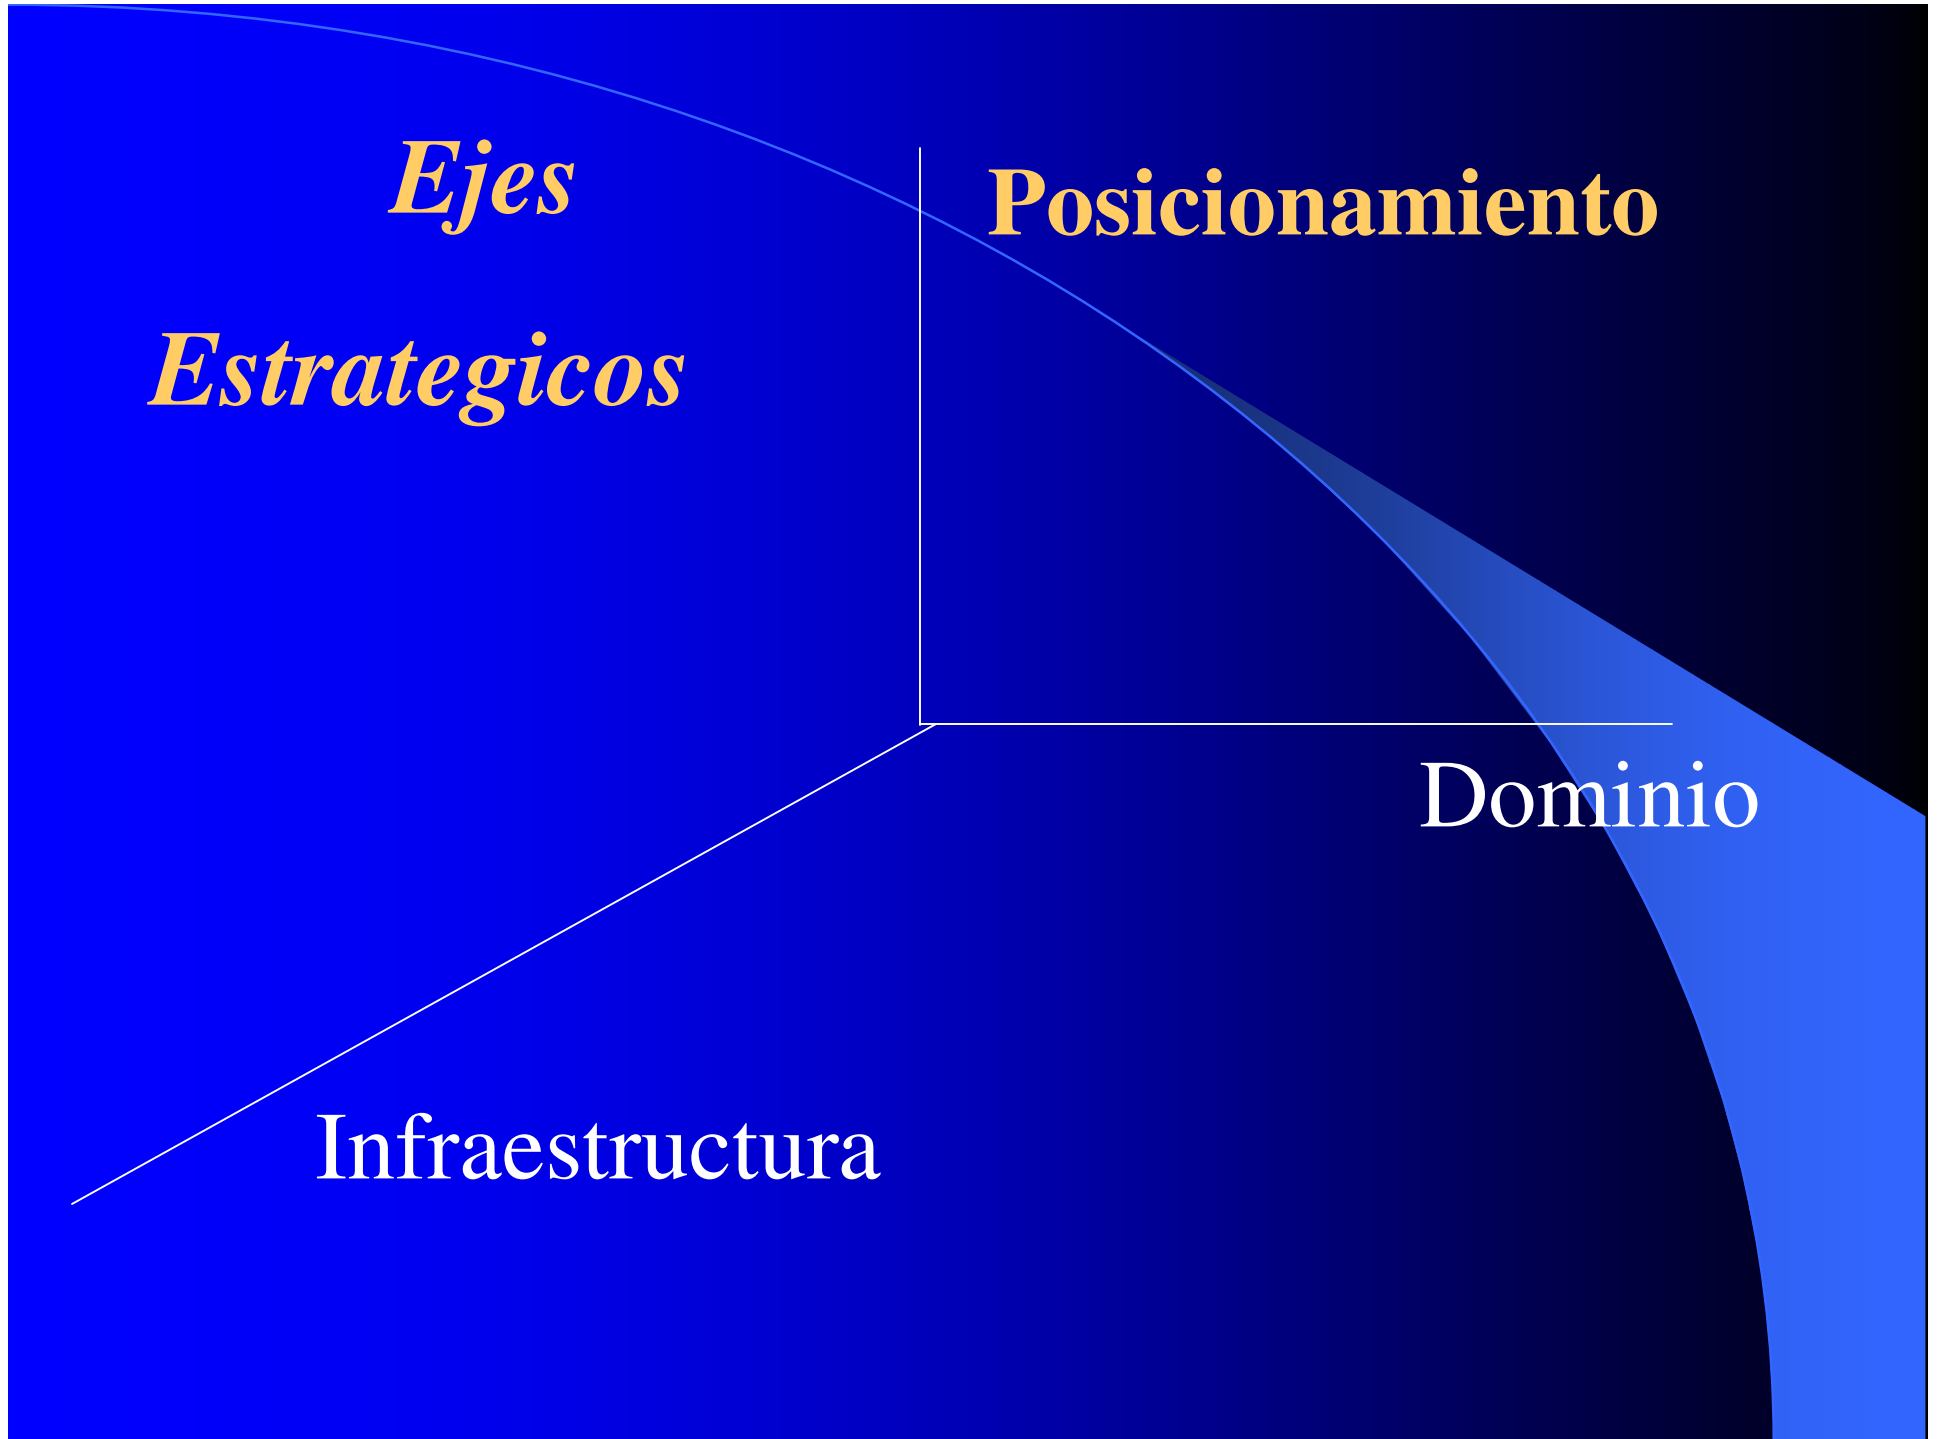 Ejes
Posicionamiento
Estrategicos
Dominio
Infraestructura